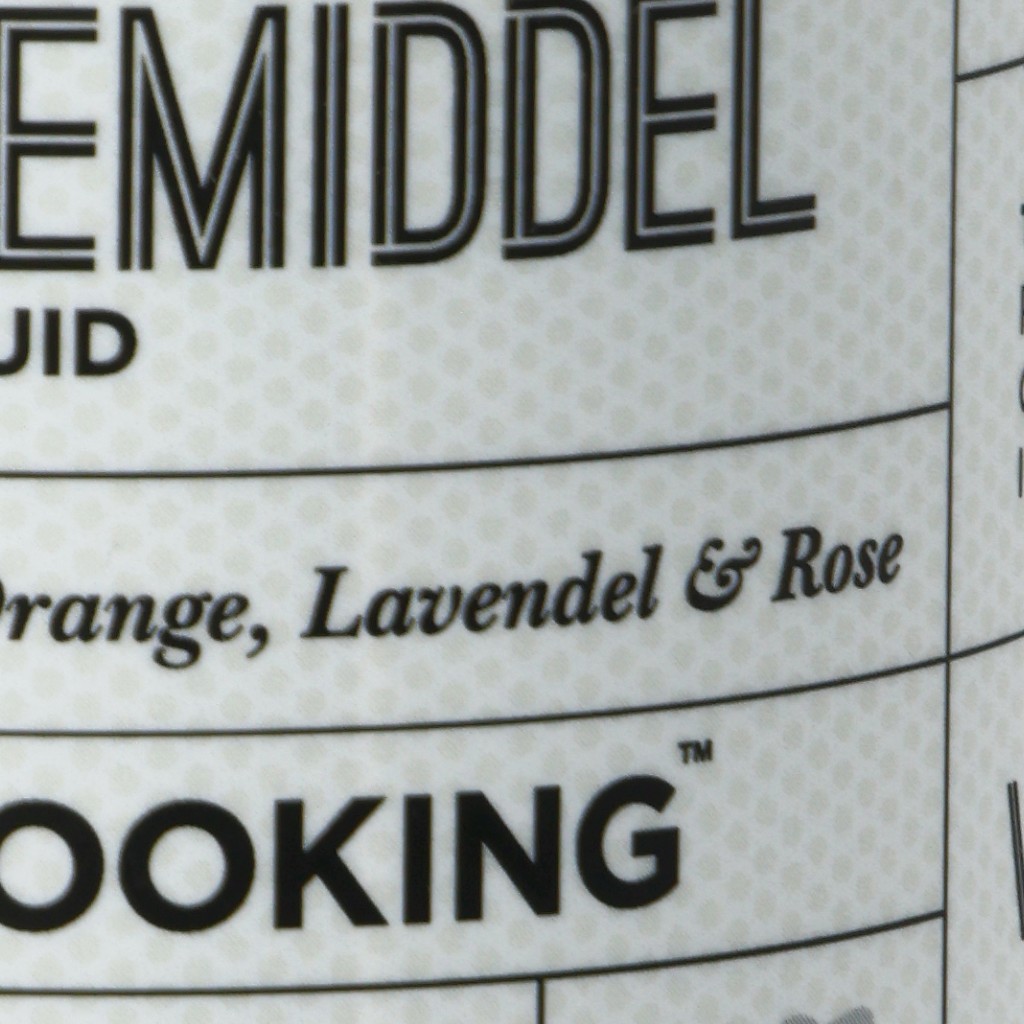 EMIDDEL
UID
Orange, Lavendel & Rose
OOKING™